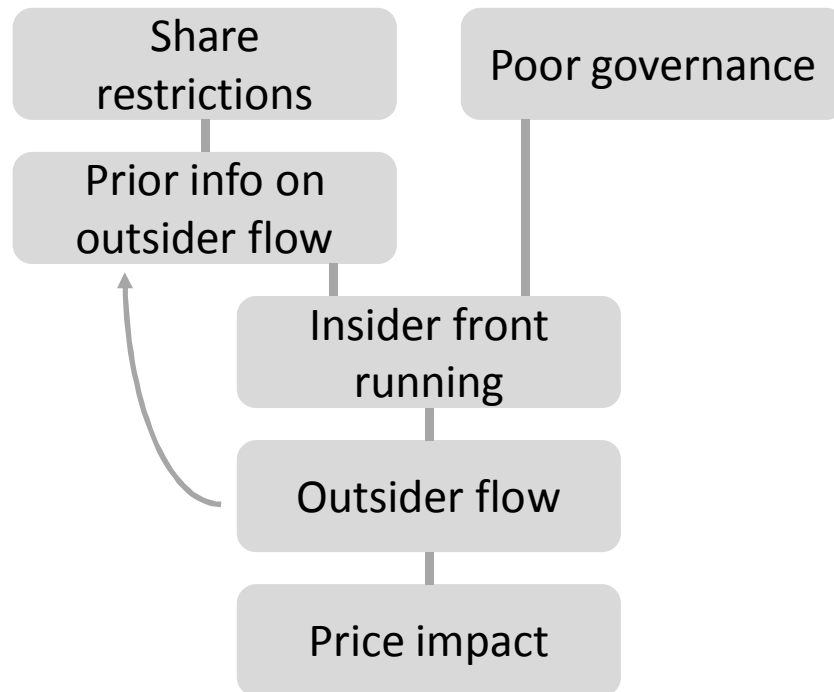 Share
restrictions
Poor governance
Prior info on
outsider flow
Insider front
running
Outsider flow
Price impact